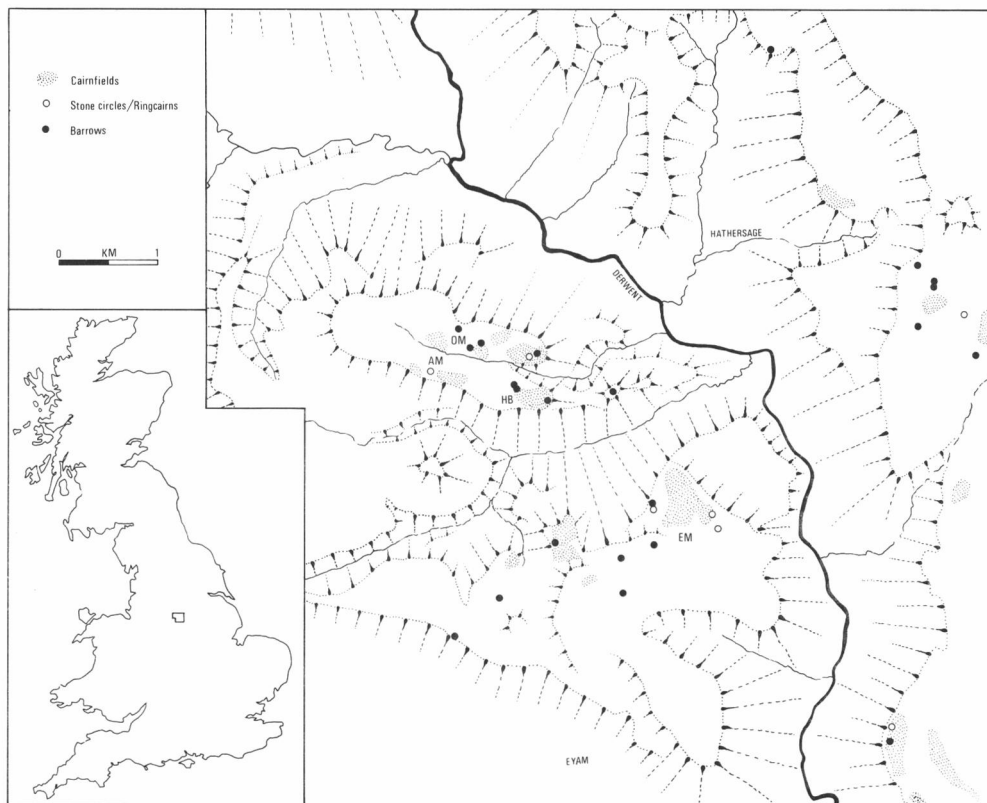 Cairnfields
Stone circles/Ringcairns
Barrows
0 KM 1
HATHERSAGE
DERWENT
OM
AM
HB
EM
EYAM